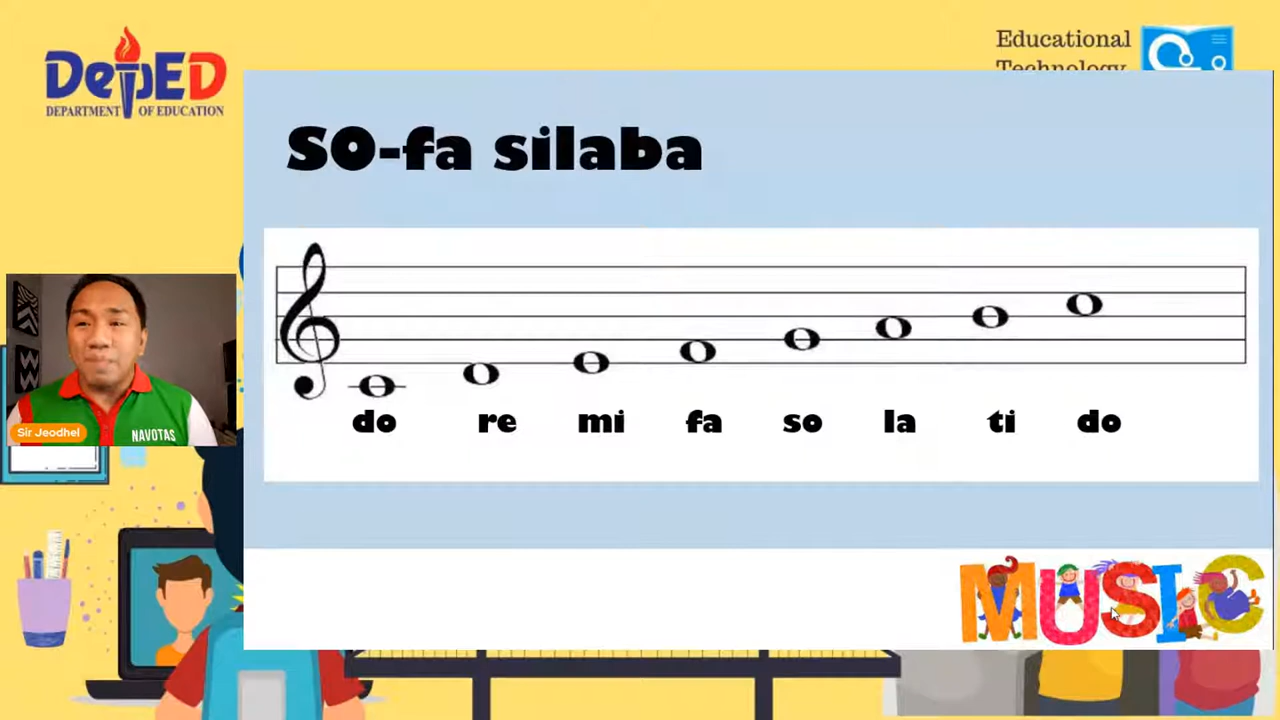 DepED
DEPARTMENT OF EDUCATION
Educational
Technology
SO-fa silaba
do re mi fa so la ti do
NAVOTAS
Sir Jeodhel
MUSIC